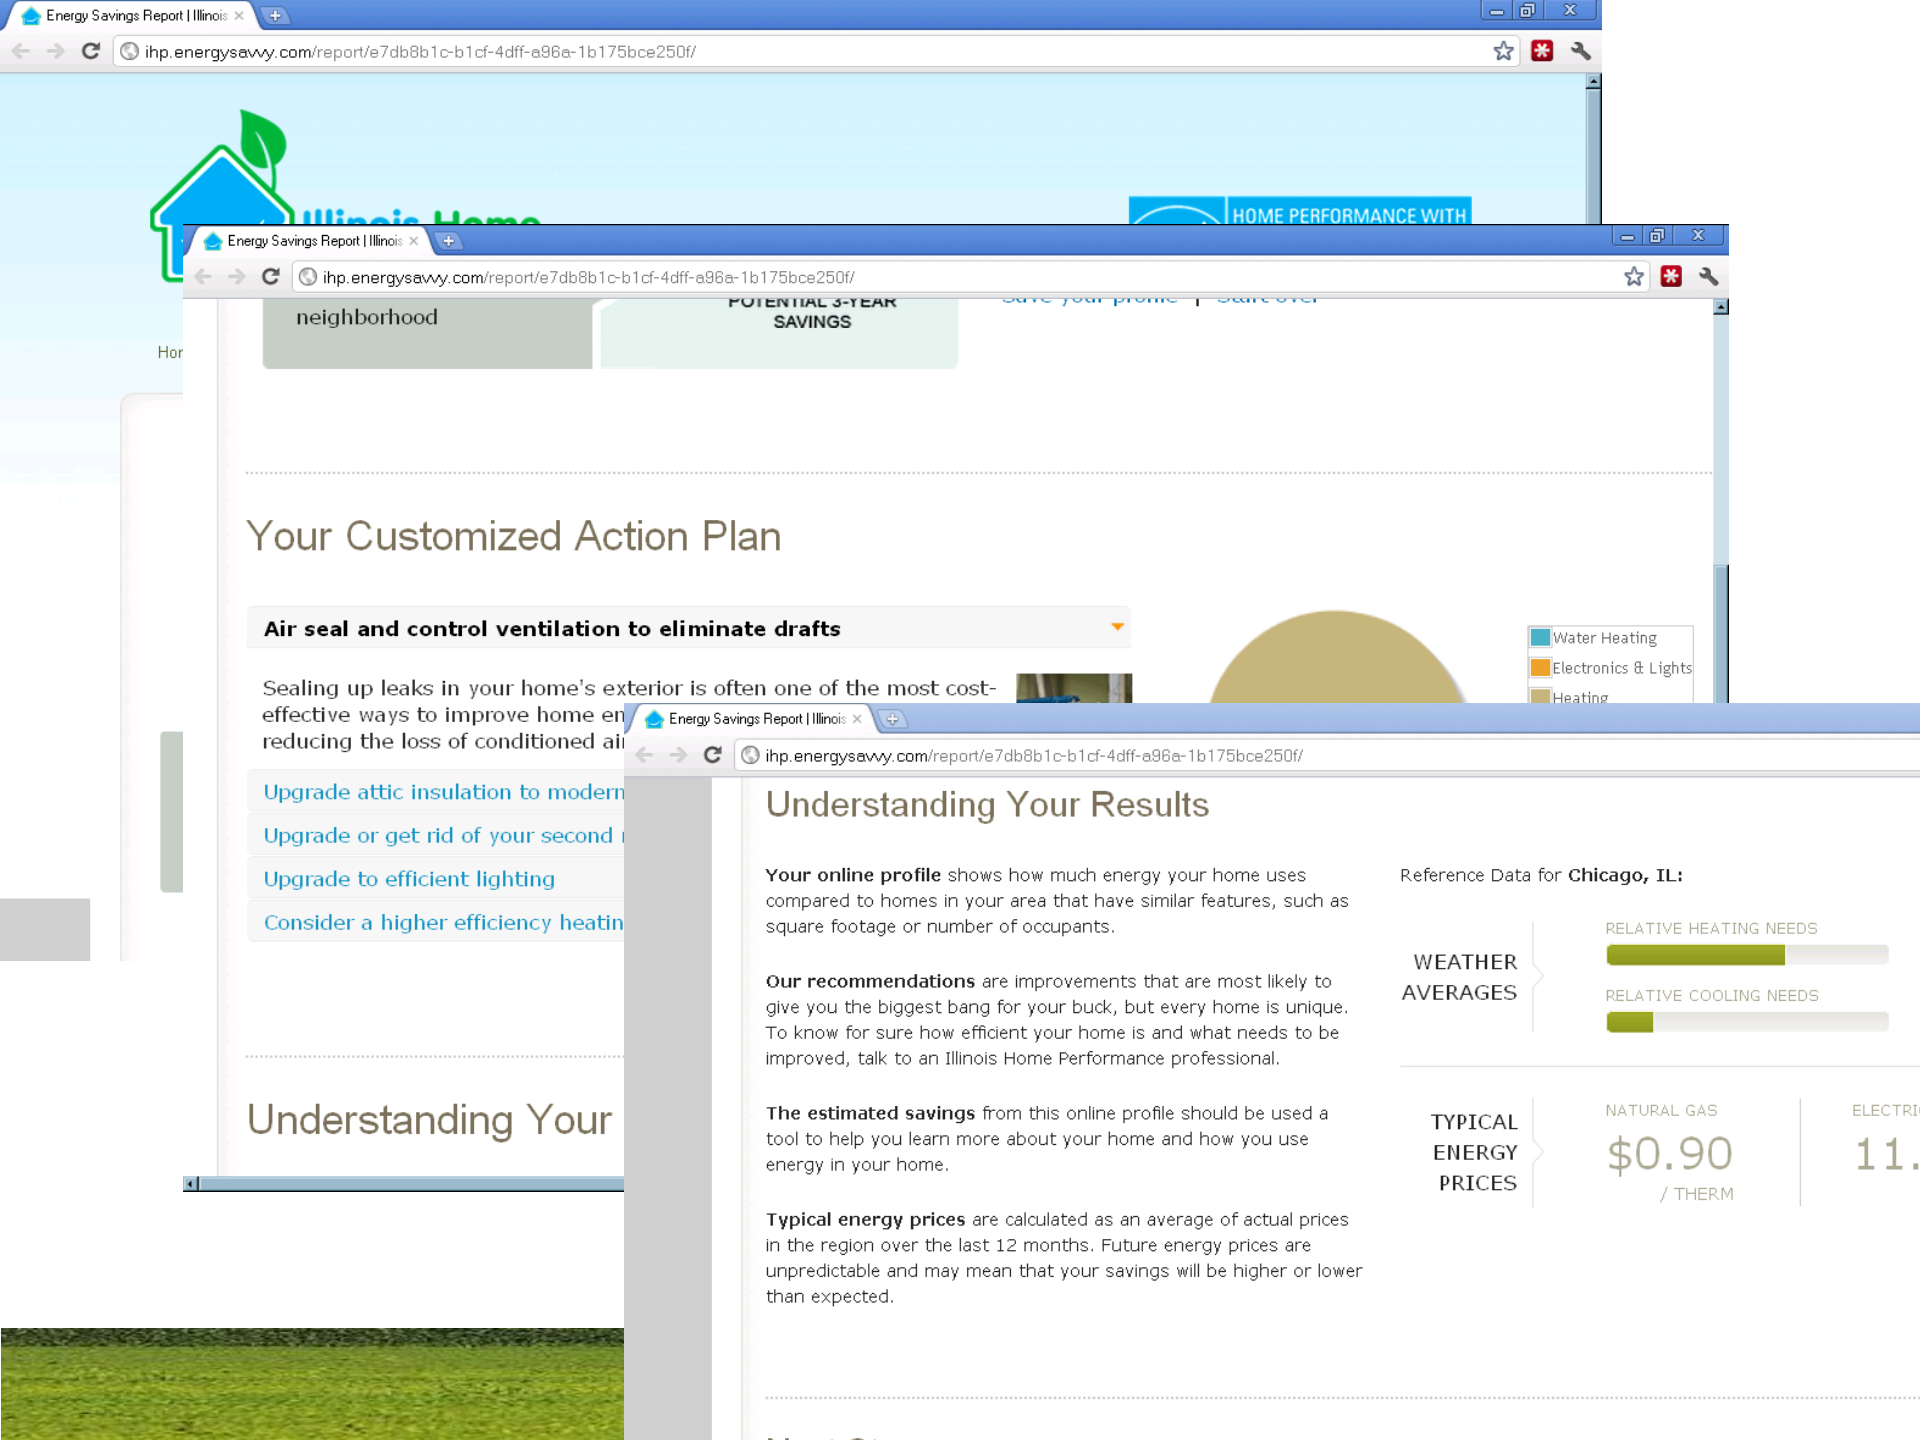 Energy Savings Report | Illinois
ihp.energysavvy.com/report/e7db8b1c-b1cf-4dff-a96a-1b175bce250f/
Illinois Home
HOME PERFORMANCE WITH
Energy Savings Report | Illinois
ihp.energysavvy.com/report/e7db8b1c-b1cf-4dff-a96a-1b175bce250f/
neighborhood
POTENTIAL 3-YEAR
SAVINGS
Save your profile | Start over
Your Customized Action Plan
Air seal and control ventilation to eliminate drafts
Water Heating
Electronics & Lights
Heating
Sealing up leaks in your home's exterior is often one of the most cost-
effective ways to improve home
reducing the loss of conditioned
Upgrade attic insulation to modern
Upgrade or get rid of your second
Upgrade to efficient lighting
Consider a higher efficiency
Understanding Your
Energy Savings Report | Illinois
ihp.energysavvy.com/report/e7db8b1c-b1cf-4dff-a96a-1b175bce250f/
Understanding Your Results
Your online profile shows how much energy your home uses
compared to homes in your area that have similar features, such as
square footage or number of occupants.
Our recommendations are improvements that are most likely to
give you the biggest bang for your buck, but every home is unique.
To know for sure how efficient your home is and what needs to be
improved, talk to an Illinois Home Performance professional.
The estimated savings from this online profile should be used a
tool to help you learn more about your home and how you use
energy in your home.
Typical energy prices are calculated as an average of actual prices
in the region over the last 12 months. Future energy prices are
unpredictable and may mean that your savings will be higher or lower
than expected.
Reference Data for Chicago, IL:
WEATHER
AVERAGES
RELATIVE HEATING NEEDS
RELATIVE COOLING NEEDS
TYPICAL
ENERGY
PRICES
NATURAL GAS
$0.90
/ THERM
ELECTRI
11.